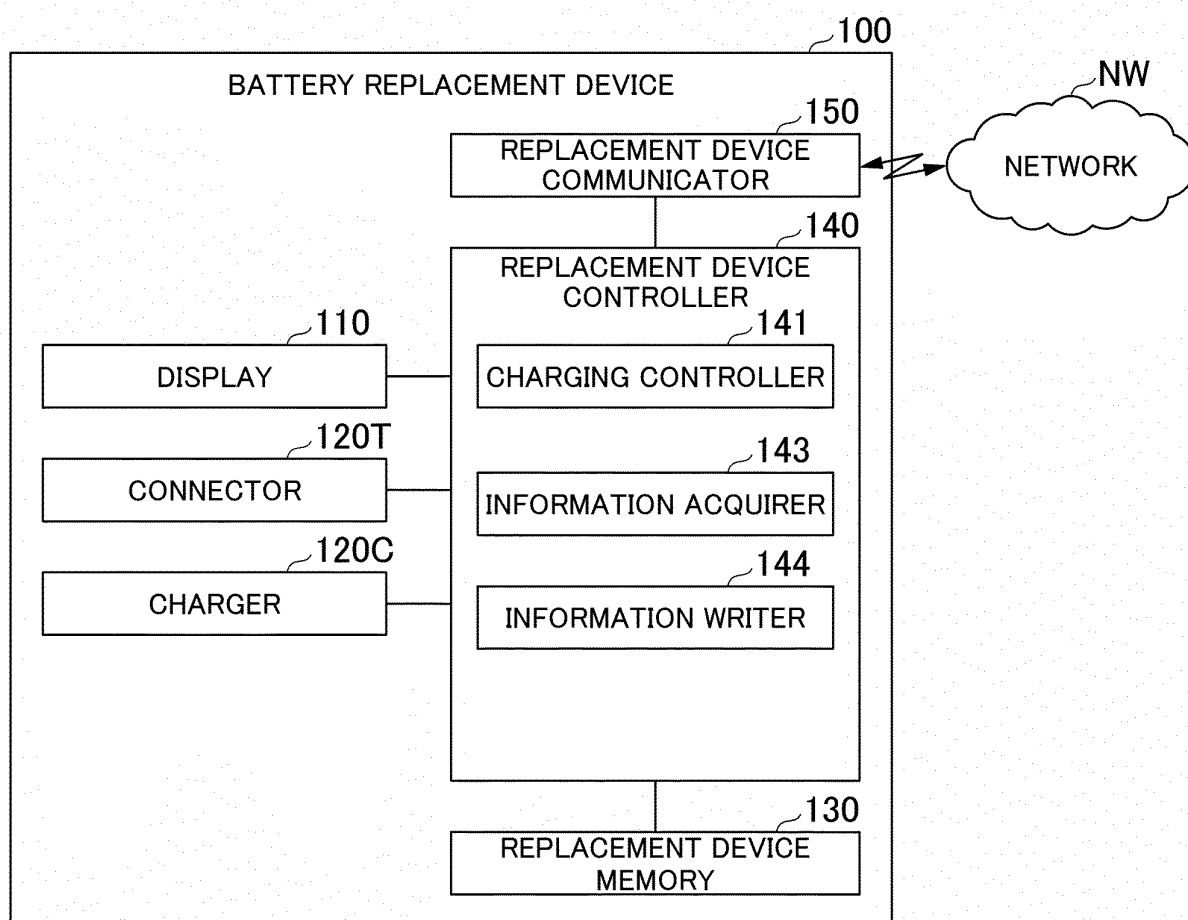 100
BATTERY REPLACEMENT DEVICE
NW
NETWORK
150
REPLACEMENT DEVICE
COMMUNICATOR
140
REPLACEMENT DEVICE
CONTROLLER
110
DISPLAY
141
CHARGING CONTROLLER
120T
CONNECTOR
143
INFORMATION ACQUIRER
120C
CHARGER
144
INFORMATION WRITER
130
REPLACEMENT DEVICE
MEMORY